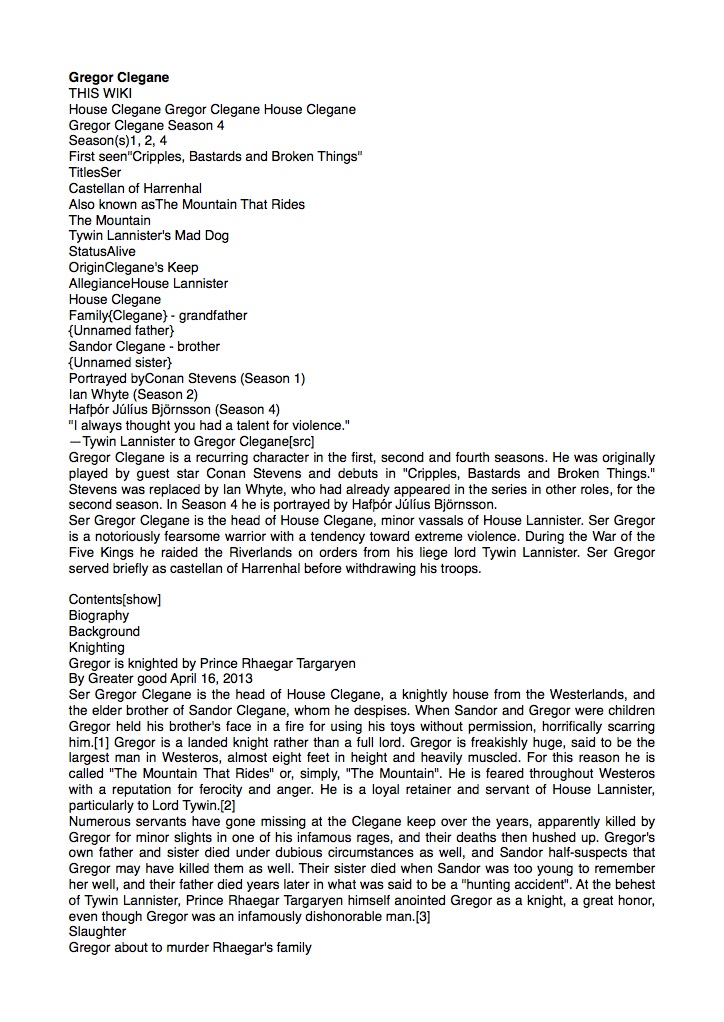 Gregor Clegane
THIS WIKI
House Clegane Gregor Clegane House Clegane
Gregor Clegane Season 4
Season(s)1, 2, 4
First seen"Cripples, Bastards and Broken Things"
TitlesSer
Castellan of Harrenhal
Also known asThe Mountain That Rides
The Mountain
Tywin Lannister's Mad Dog
StatusAlive
OriginClegane's Keep
AllegianceHouse Lannister
House Clegane
Family{Clegane} - grandfather
{Unnamed father}
Sandor Clegane - brother
{Unnamed sister}
Portrayed byConan Stevens (Season 1)
Ian Whyte (Season 2)
Hafþór Júlíus Björnsson (Season 4)
"I always thought you had a talent for violence."
―Tywin Lannister to Gregor Clegane[src]
Gregor Clegane is a recurring character in the first, second and fourth seasons. He was originally
played by guest star Conan Stevens and debuts in "Cripples, Bastards and Broken Things."
Stevens was replaced by Ian Whyte, who had already appeared in the series in other roles, for the
second season. In Season 4 he is portrayed by Hafþór Júlíus Björnsson.
Ser Gregor Clegane is the head of House Clegane, minor vassals of House Lannister. Ser Gregor
is a notoriously fearsome warrior with a tendency toward extreme violence. During the War of the
Five Kings he raided the Riverlands on orders from his liege lord Tywin Lannister. Ser Gregor
served briefly as castellan of Harrenhal before withdrawing his troops.
Contents[show]
Biography
Background
Knighting
Gregor is knighted by Prince Rhaegar Targaryen
By Greater good April 16, 2013
Ser Gregor Clegane is the head of House Clegane, a knightly house from the Westerlands, and
the elder brother of Sandor Clegane, whom he despises. When Sandor and Gregor were children
Gregor held his brother's face in a fire for using his toys without permission, horrifically scarring
him.[1] Gregor is a landed knight rather than a full lord. Gregor is freakishly huge, said to be the
largest man in Westeros, almost eight feet in height and heavily muscled. For this reason he is
called "The Mountain That Rides" or, simply, "The Mountain". He is feared throughout Westeros
with a reputation for ferocity and anger. He is a loyal retainer and servant of House Lannister,
particularly to Lord Tywin.[2]
Numerous servants have gone missing at the Clegane keep over the years, apparently killed by
Gregor for minor slights in one of his infamous rages, and their deaths then hushed up. Gregor's
own father and sister died under dubious circumstances as well, and Sandor half-suspects that
Gregor may have killed them as well. Their sister died when Sandor was too young to remember
her well, and their father died years later in what was said to be a "hunting accident". At the behest
of Tywin Lannister, Prince Rhaegar Targaryen himself anointed Gregor as a knight, a great honor,
even though Gregor was an infamously dishonorable man.[3]
Slaughter
Gregor about to murder Rhaegar's family